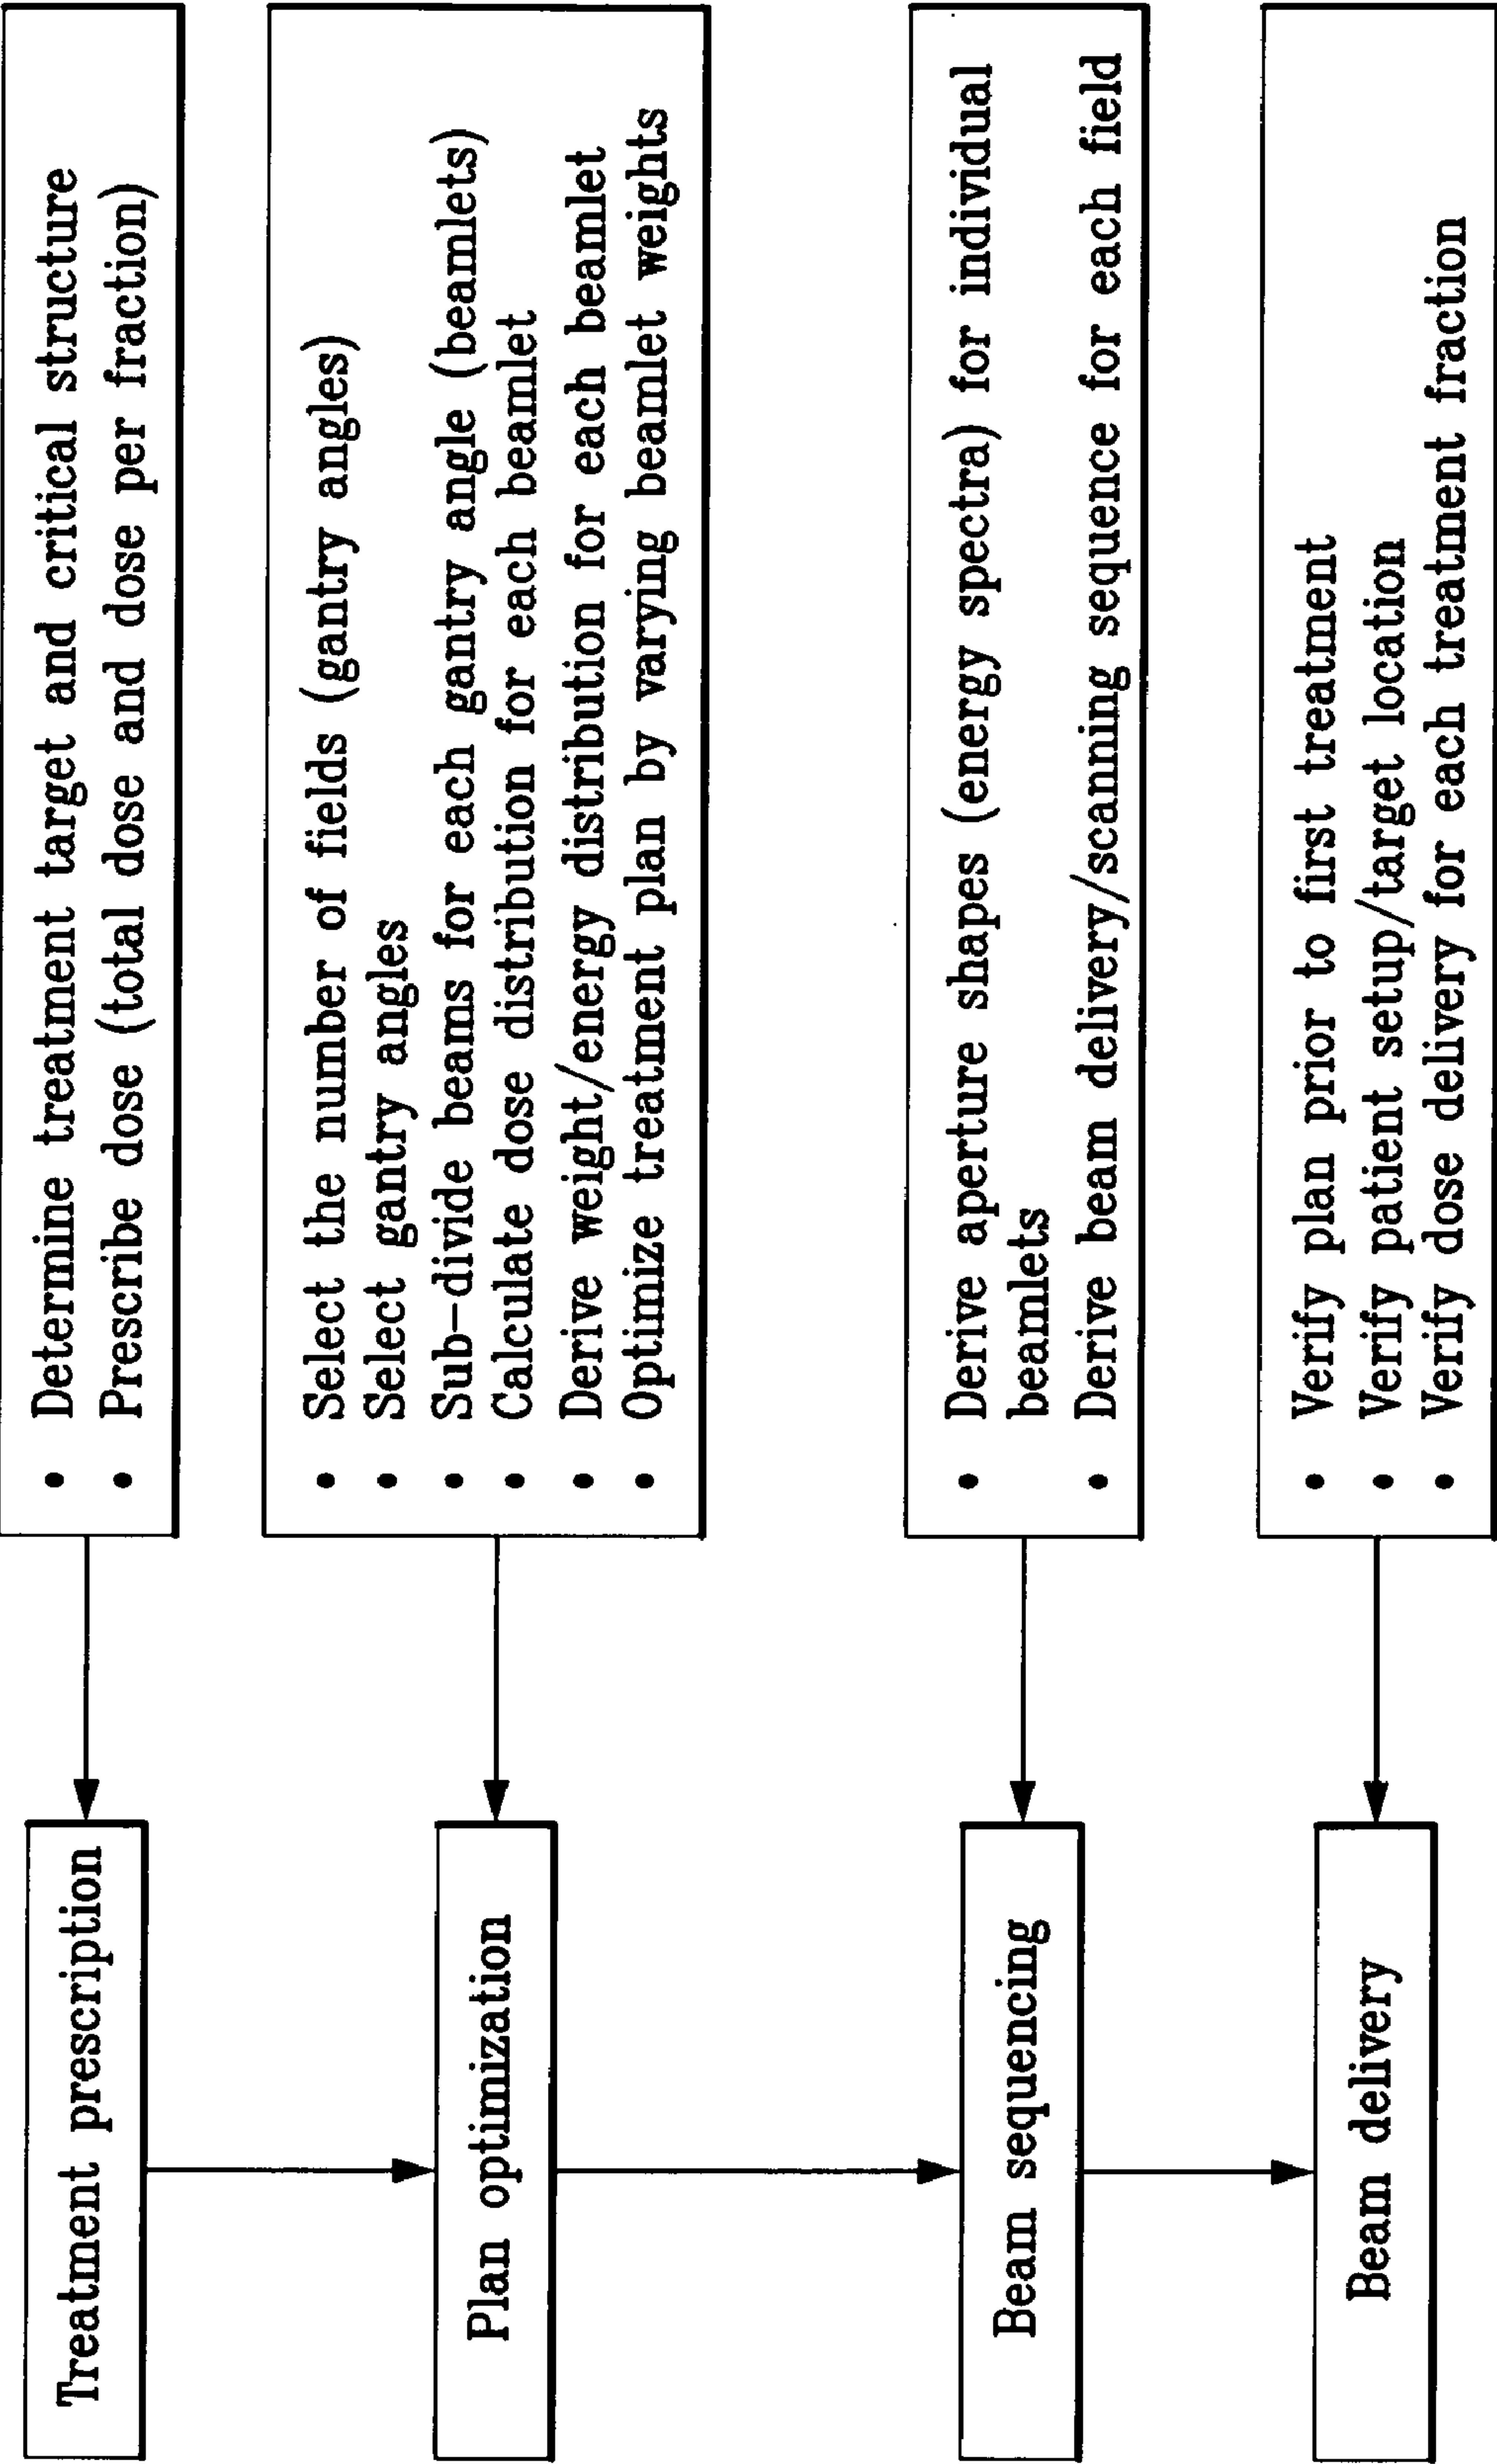 Treatment prescription
• Determine treatment target and critical structure
• Prescribe dose (total dose and dose per fraction)
Plan optimization
• Select the number of fields (gantry angles)
• Select gantry angles
• Sub-divide beams for each gantry angle (beamlets)
• Calculate dose distribution for each beamlet
• Derive weight/energy distribution for each beamlet
• Optimize treatment plan by varying beamlet weights
Beam sequencing
• Derive aperture shapes (energy spectra) for individual
beamlets
• Derive beam delivery/scanning sequence for each field
Beam delivery
• Verify plan prior to first treatment
• Verify patient setup/target location
• Verify dose delivery for each treatment fraction